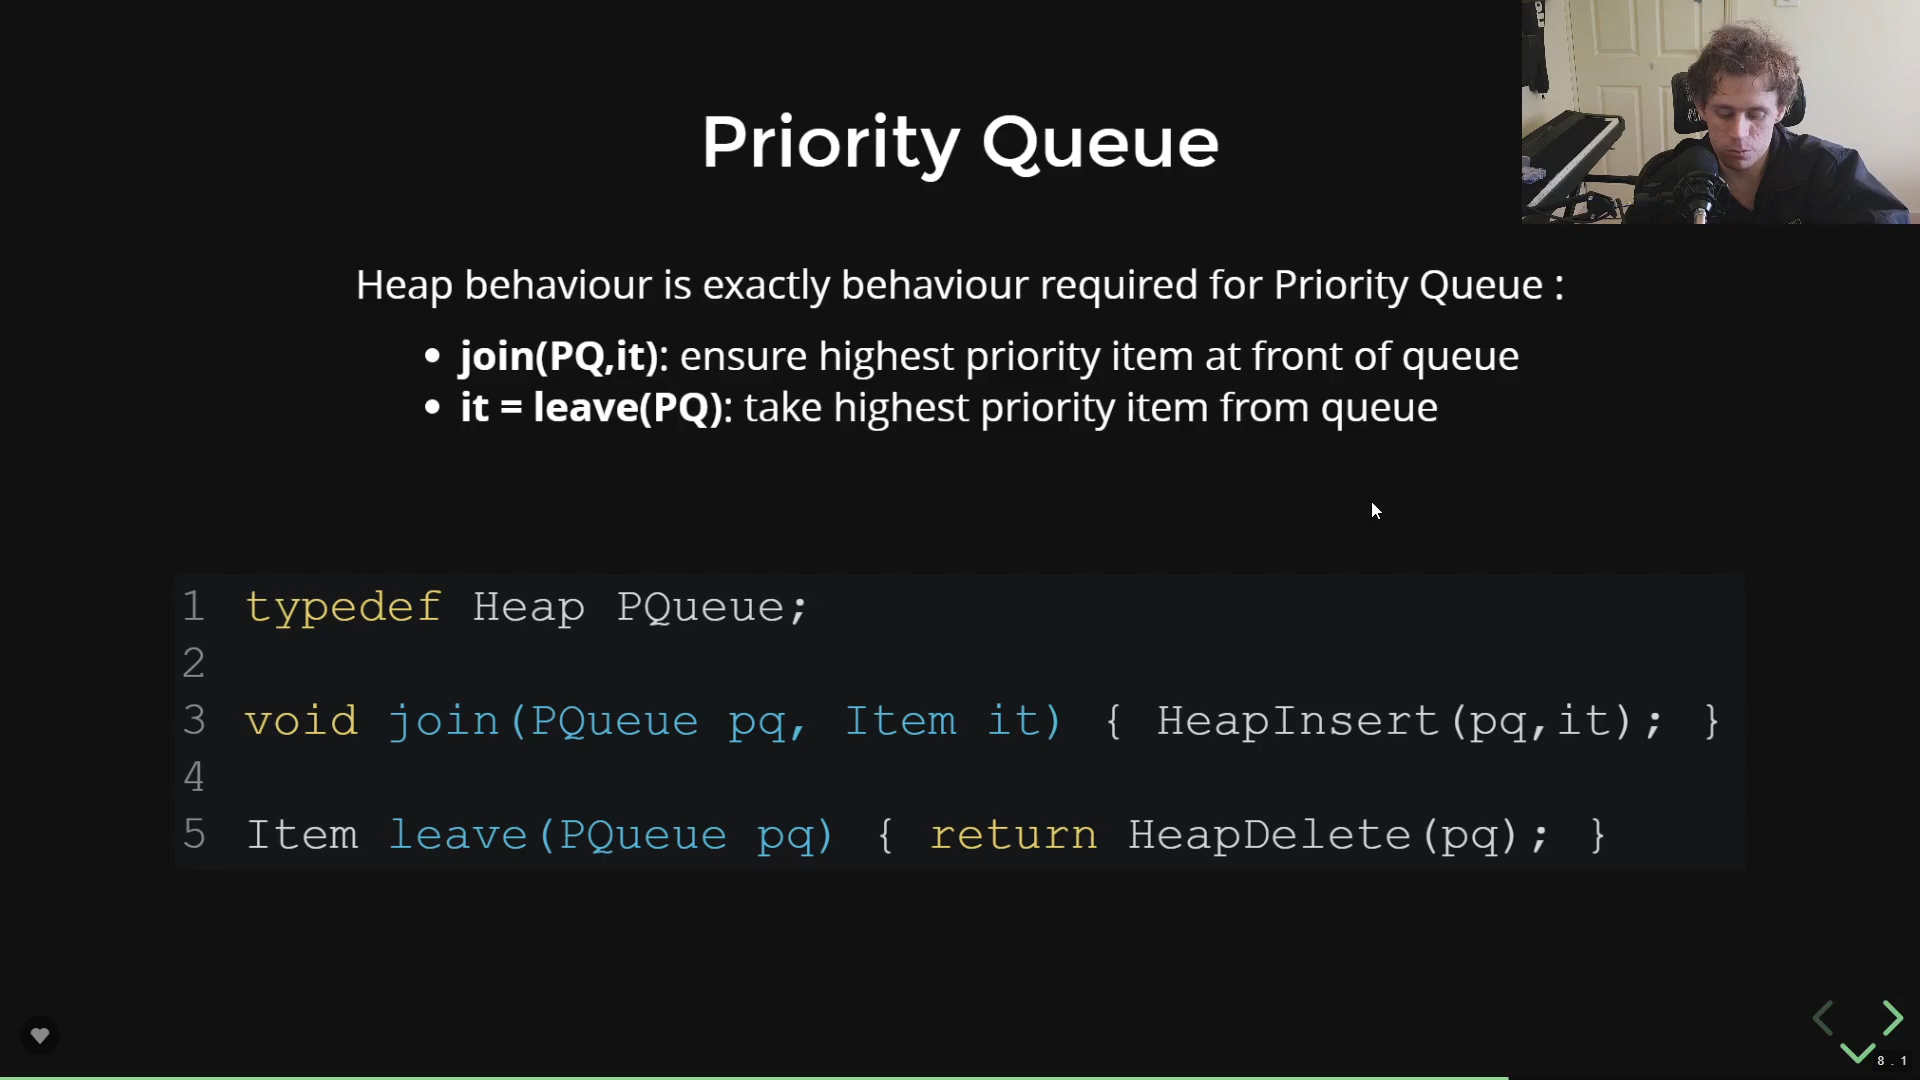 Priority Queue
Heap behaviour is exactly behaviour required for Priority Queue :
• join(PQ,it): ensure highest priority item at front of queue
• it = leave(PQ): take highest priority item from queue
1 typedef Heap PQueue;
2
3 void join(PQueue pq, Item it) { HeapInsert(pq,it); }
4
5 Item leave(PQueue pq) { return HeapDelete(pq); }
8 . 1